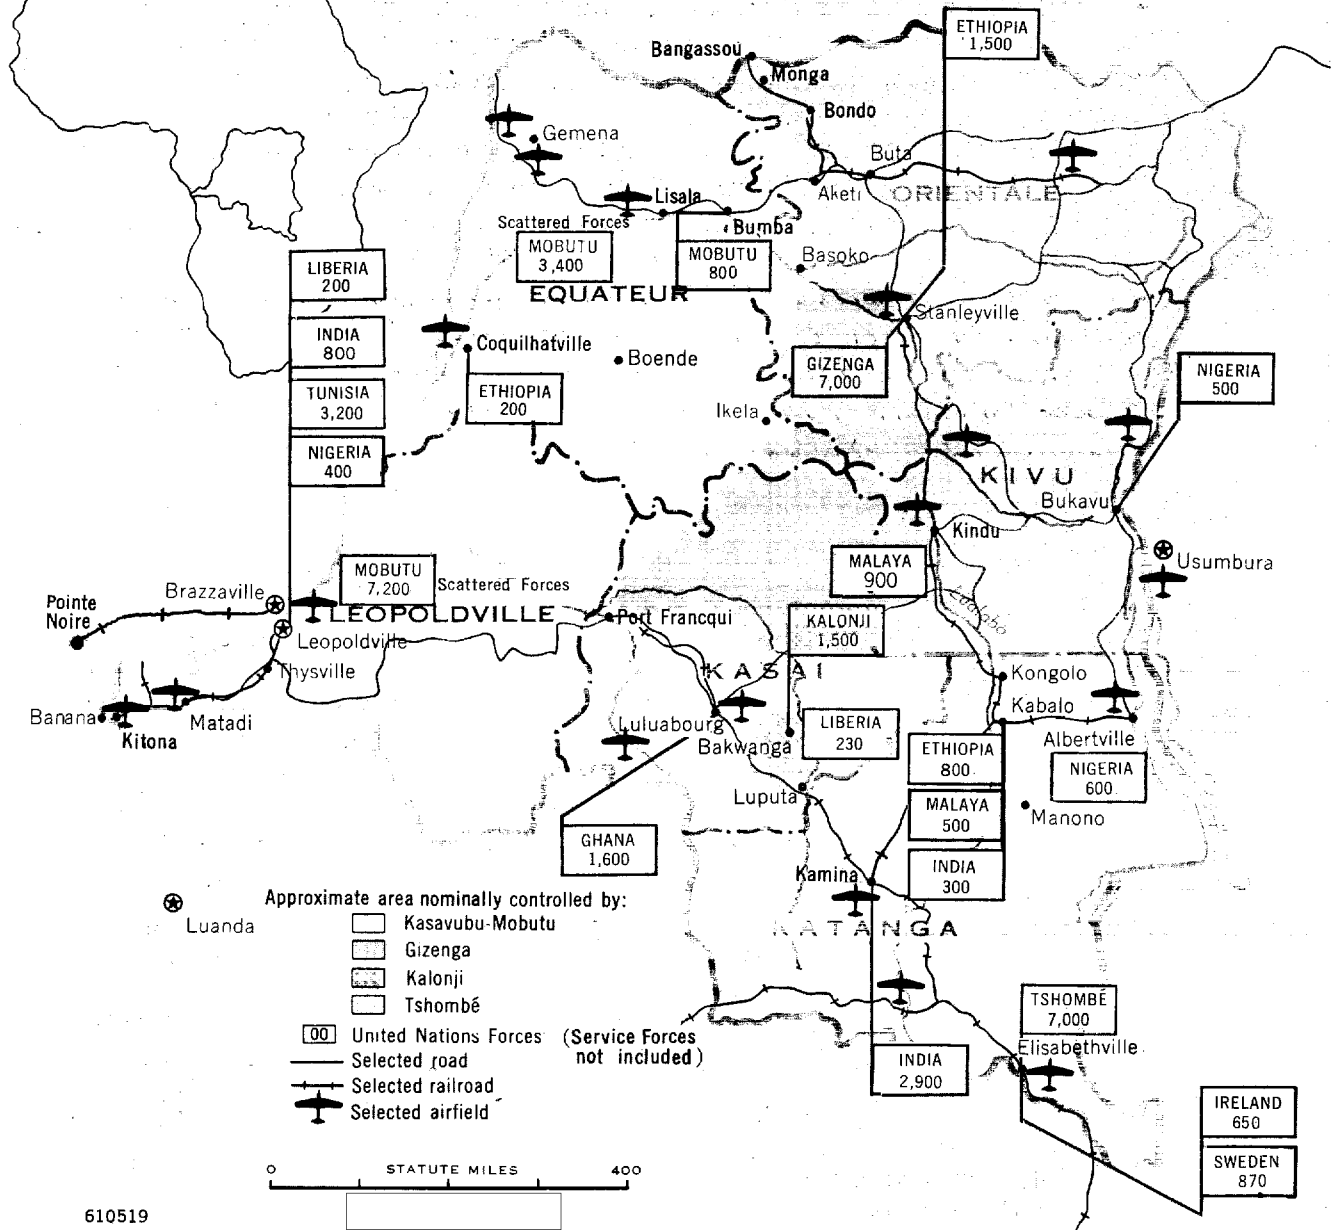 ETHIOPIA
1,500
Bangassou
Monga
Bondo
Gemena
Buta
Aketi
ORIENTALE
Lisala
Scattered Forces
Bumba
MOBUTU
3,400
MOBUTU
800
Basoko
EQUATEUR
LIBERIA
200
Stanleyville
INDIA
800
Coquilhatville
Boende
GIZENGA
7,000
NIGERIA
500
TUNISIA
3,200
ETHIOPIA
200
Ikela
NIGERIA
400
KIVU
Bukavu
Kindu
MALAYA
900
Usumbura
MOBUTU
7,200
Scattered Forces
Brazzaville
Pointe
Noire
LÉOPOLDVILLE
Port Francqui
KALONJI
1,500
Lualaba
Leopoldville
Thysville
KASAI
Kongolo
Banana
Kitona
Matadi
Luluabourg
Bakwanga
LIBERIA
230
Kabalo
Albertville
ETHIOPIA
800
NIGERIA
600
Luputa
MALAYA
500
Manono
GHANA
1,600
INDIA
300
Kamina
KATANGA
Luanda
Approximate area nominally controlled by:
Kasavubu-Mobutu
Gizenga
Kalonji
Tshombé
00 United Nations Forces (Service Forces
not included)
Selected road
Selected railroad
Selected airfield
TSHOMBÉ
7,000
Elisabethville
INDIA
2,900
IRELAND
650
SWEDEN
870
0 STATUTE MILES 400
610519